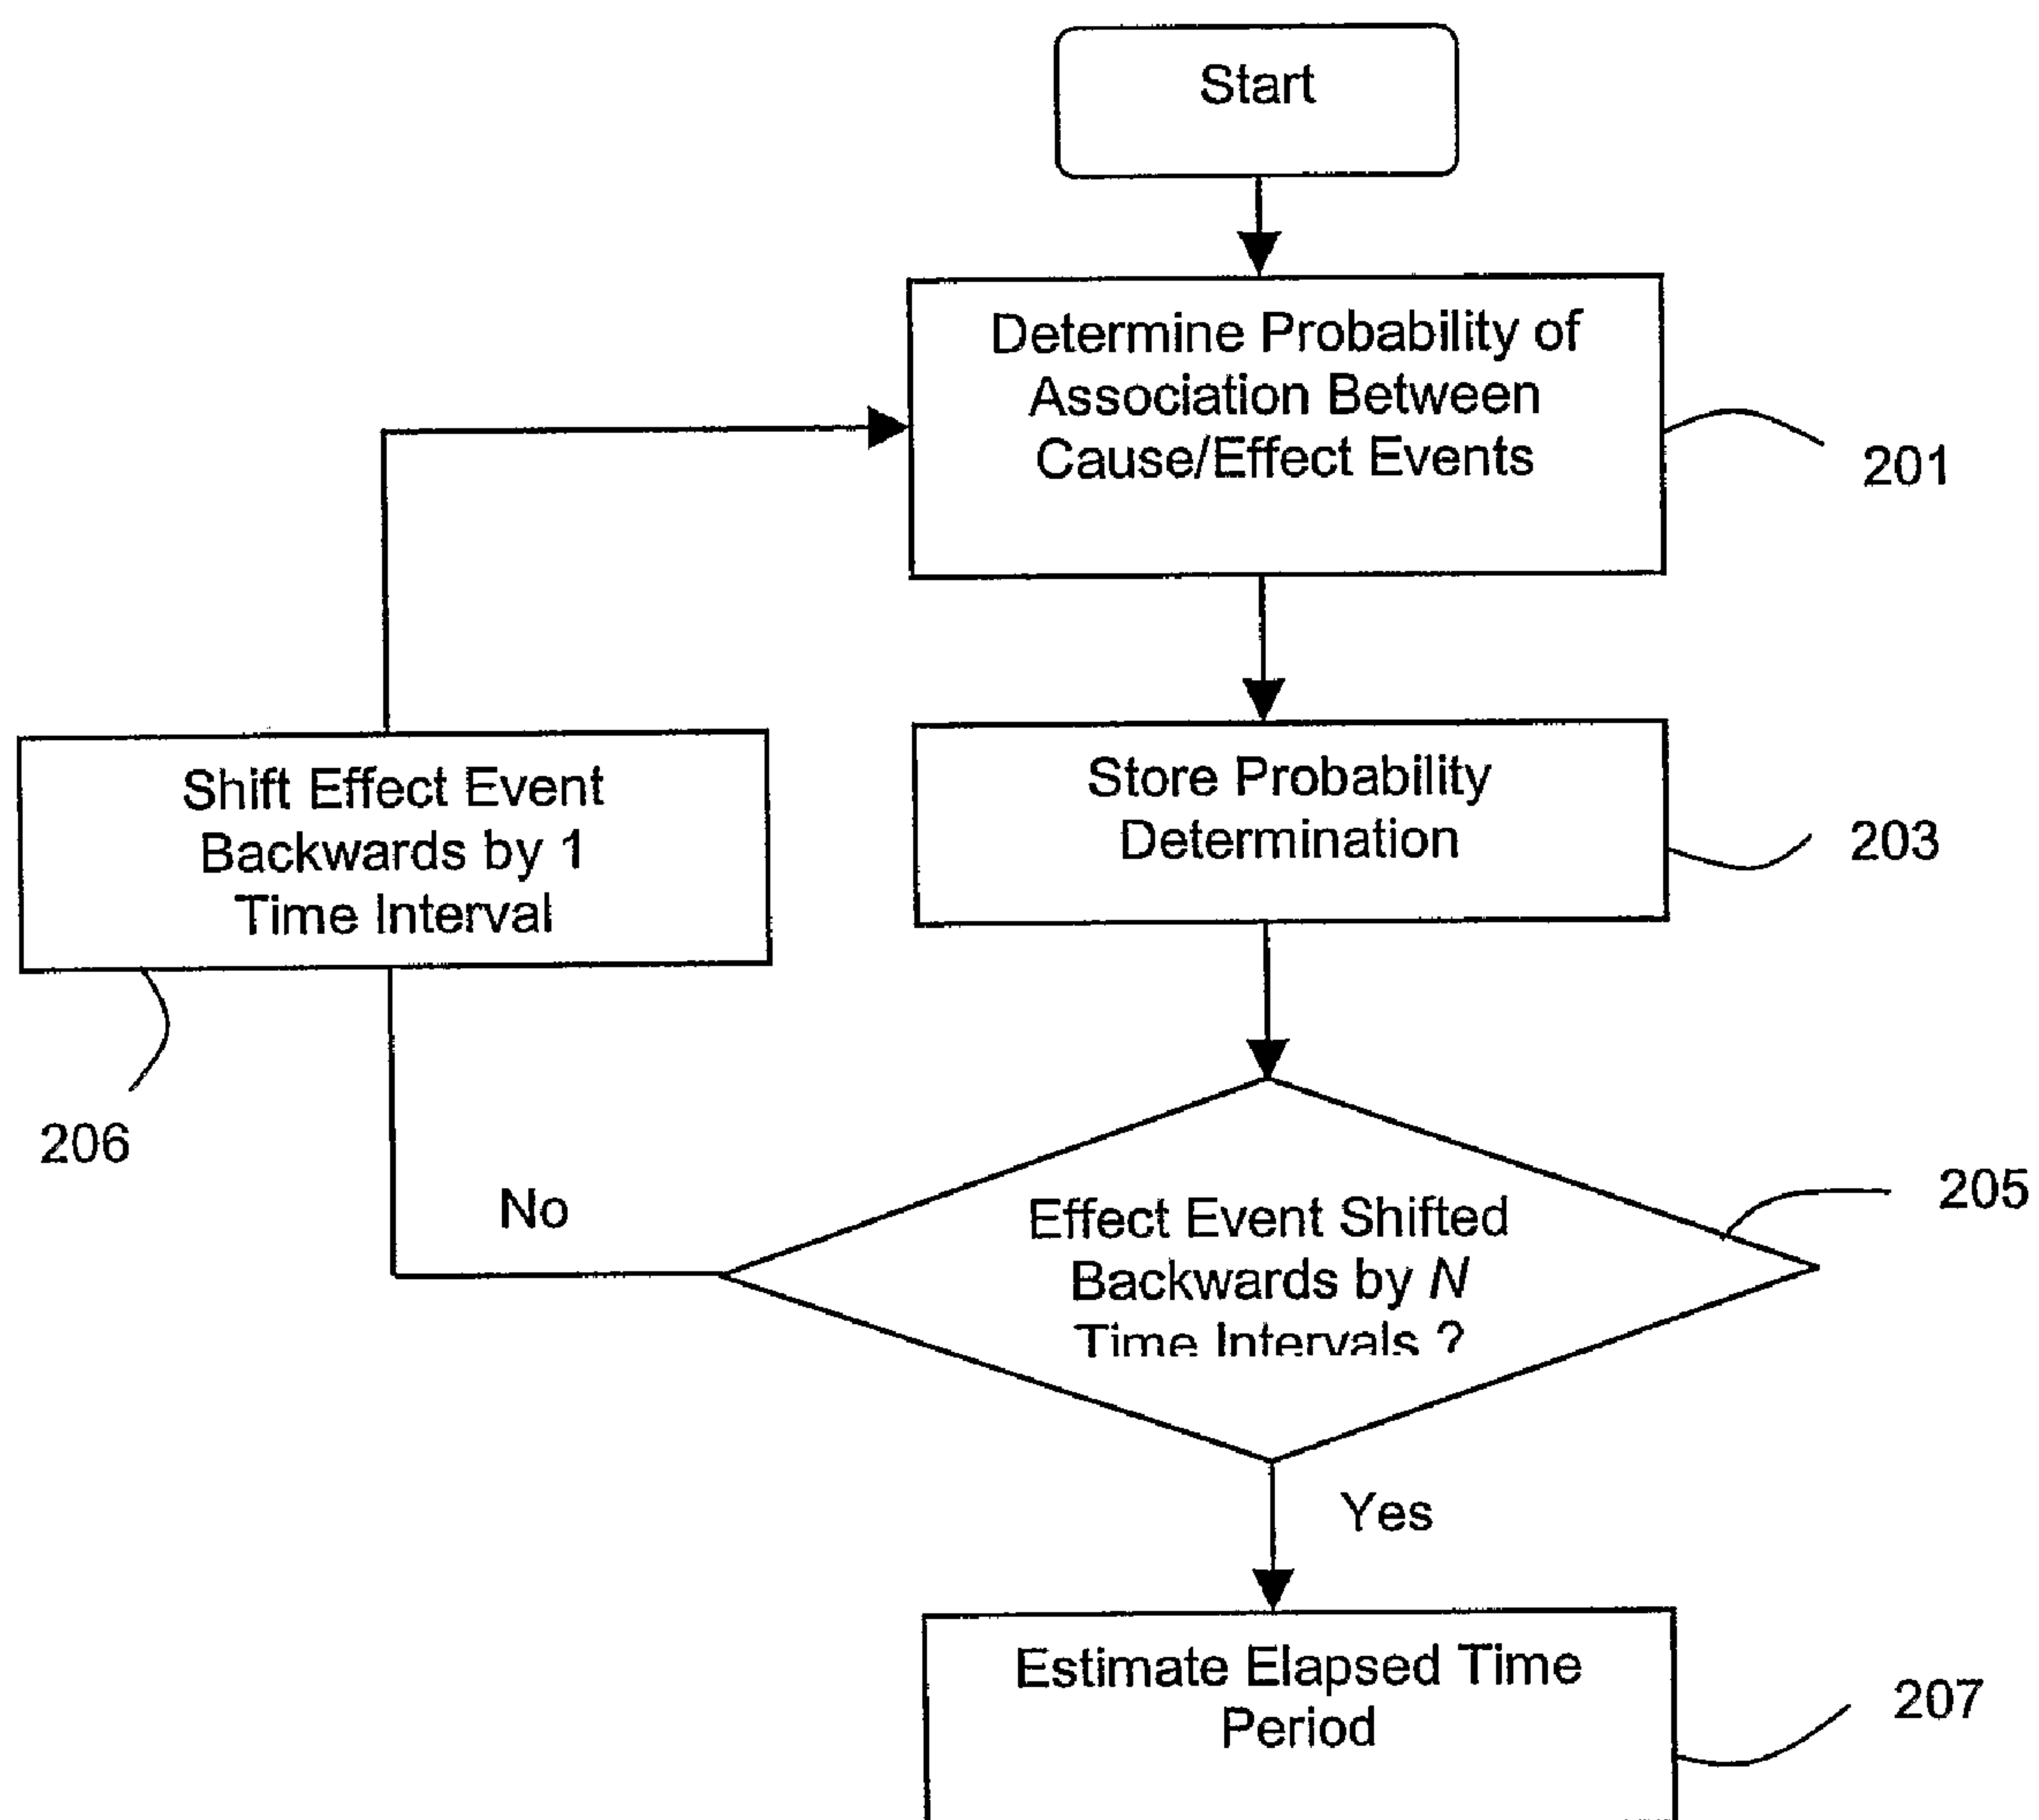 Start
Determine Probability of
Association Between
Cause/Effect Events
201
Store Probability
Determination
203
Shift Effect Event
Backwards by 1
Time Interval
206
Effect Event Shifted
Backwards by N
Time Intervals ?
205
No
Yes
Estimate Elapsed Time
Period
207